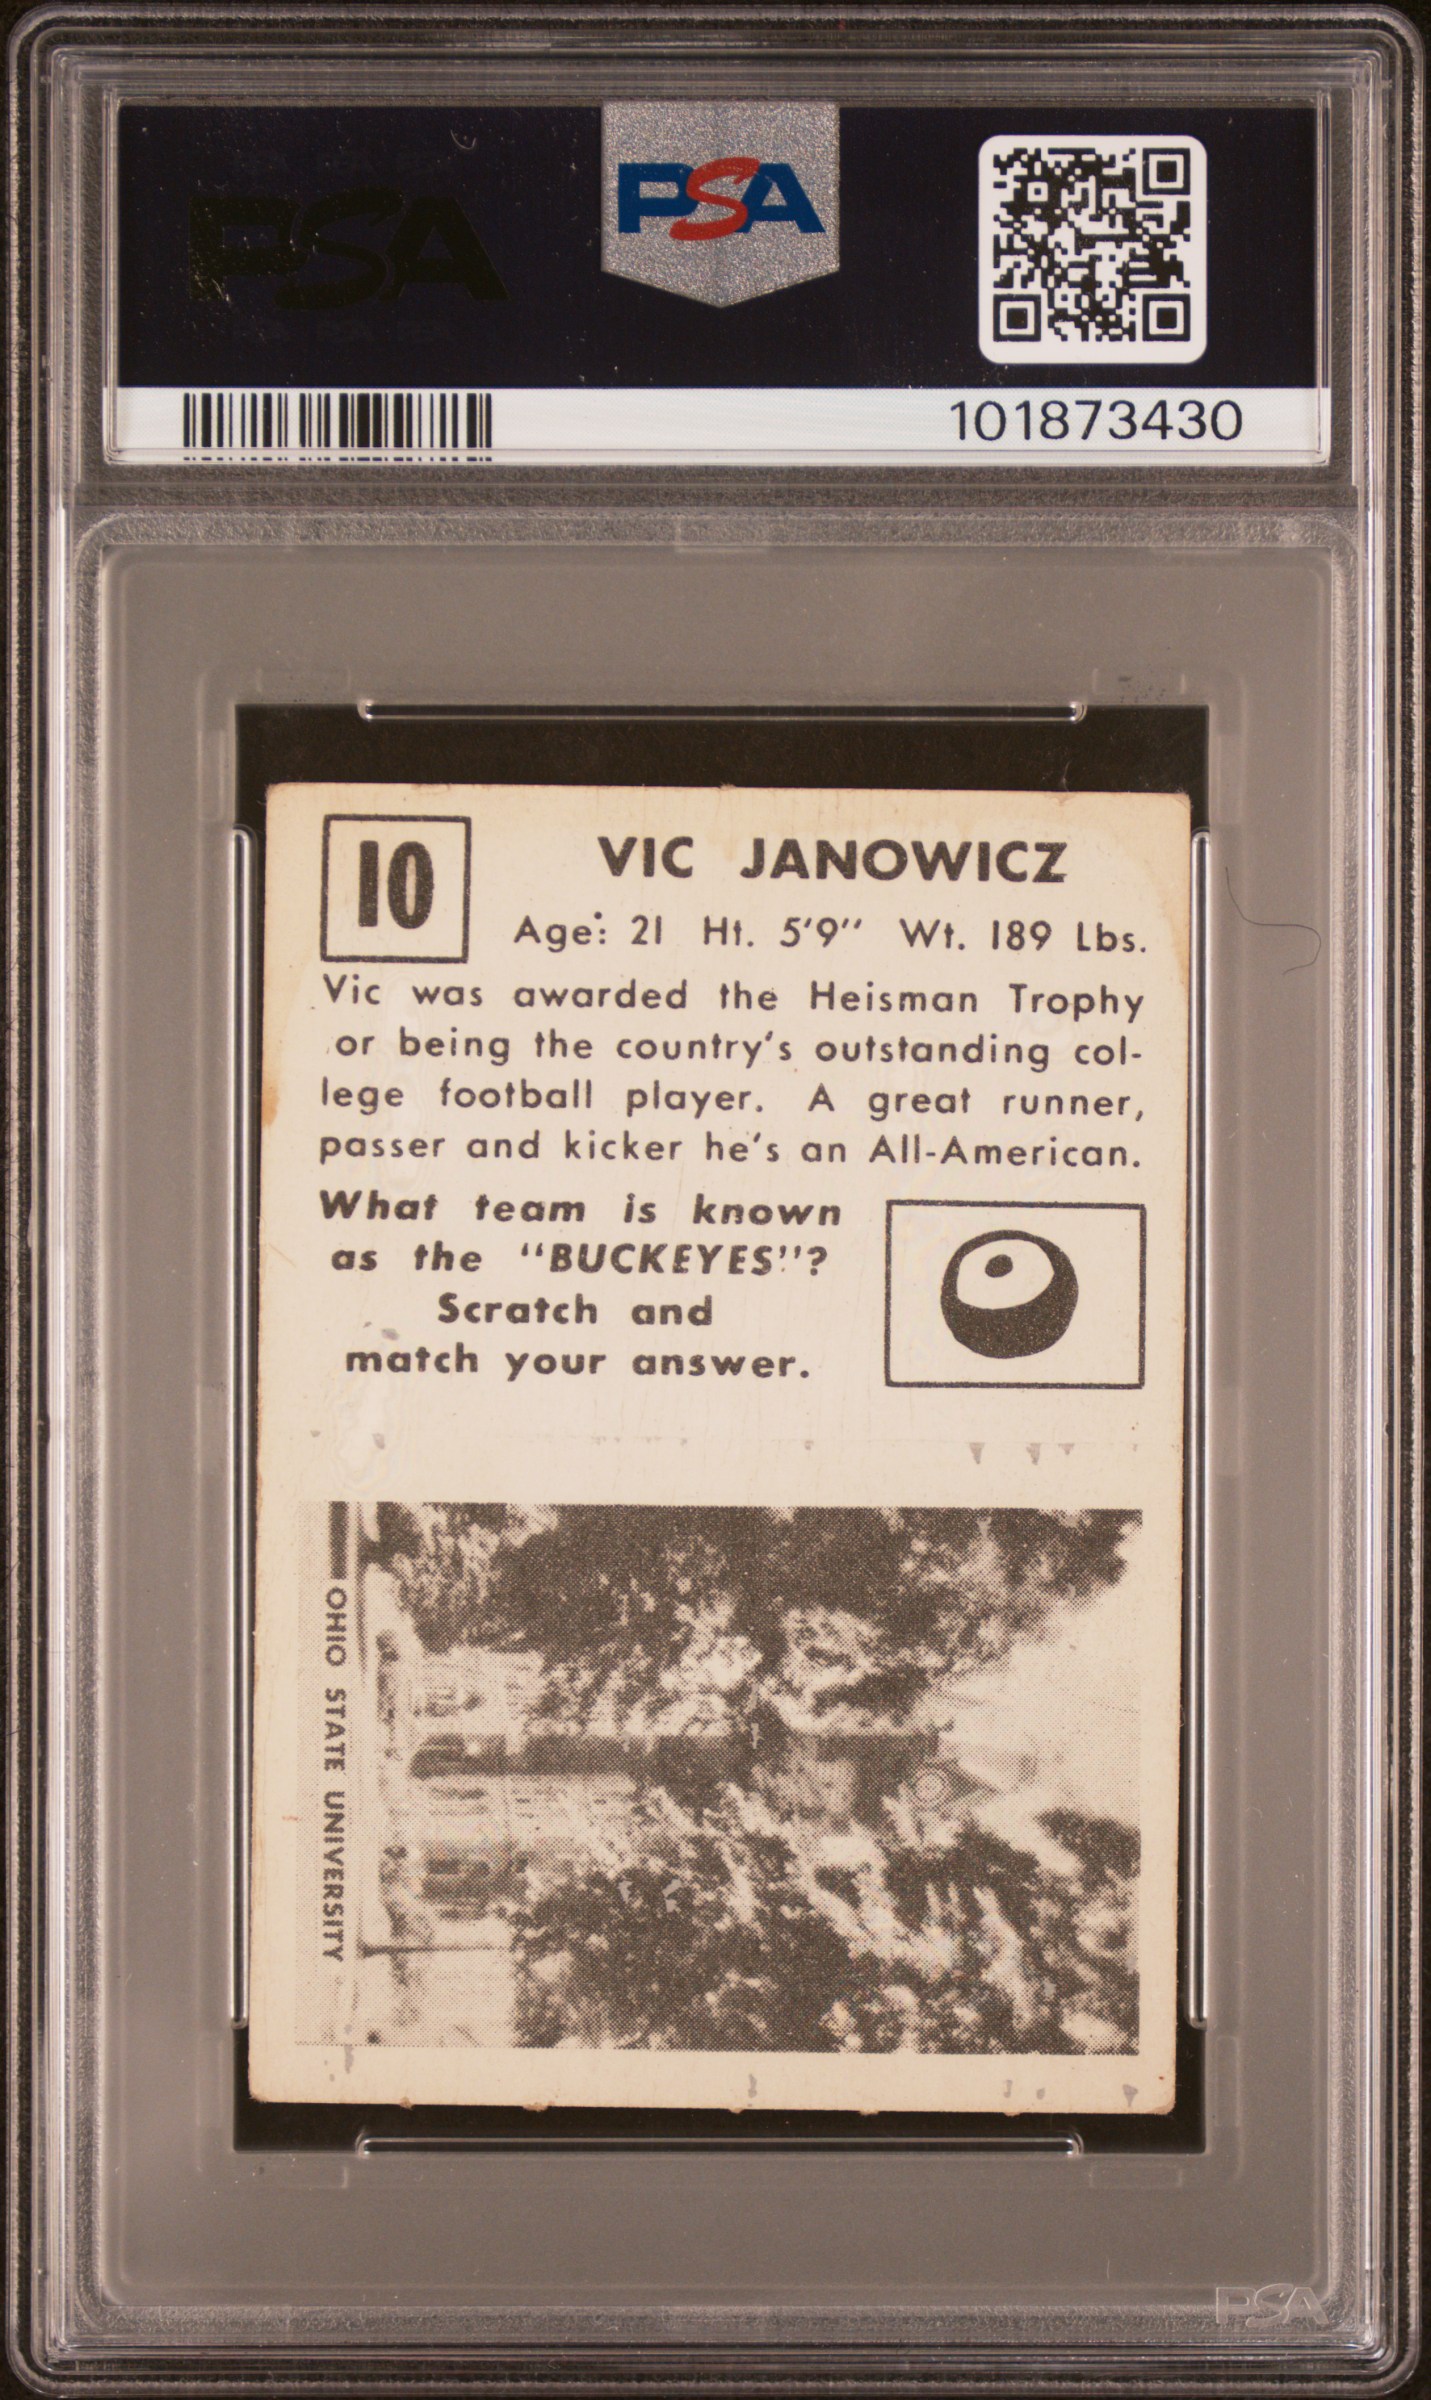 PSA
PSA
101873430
10
VIC JANOWICZ
Age: 21 Ht. 5'9" Wt. 189 Lbs.
Vic was awarded the Heisman Trophy
or being the country's outstanding col-
lege football player. A great runner,
passer and kicker he's an All-American.
What team is known
as the "BUCKEYES"?
Scratch and
match your answer.
OHIO STATE UNIVERSITY
PSA